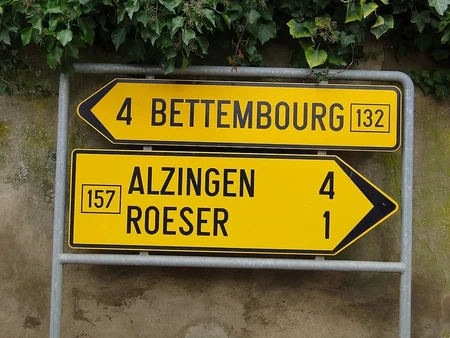 4 BETTEMBOURG 132
157 ALZINGEN 4
ROESER 1